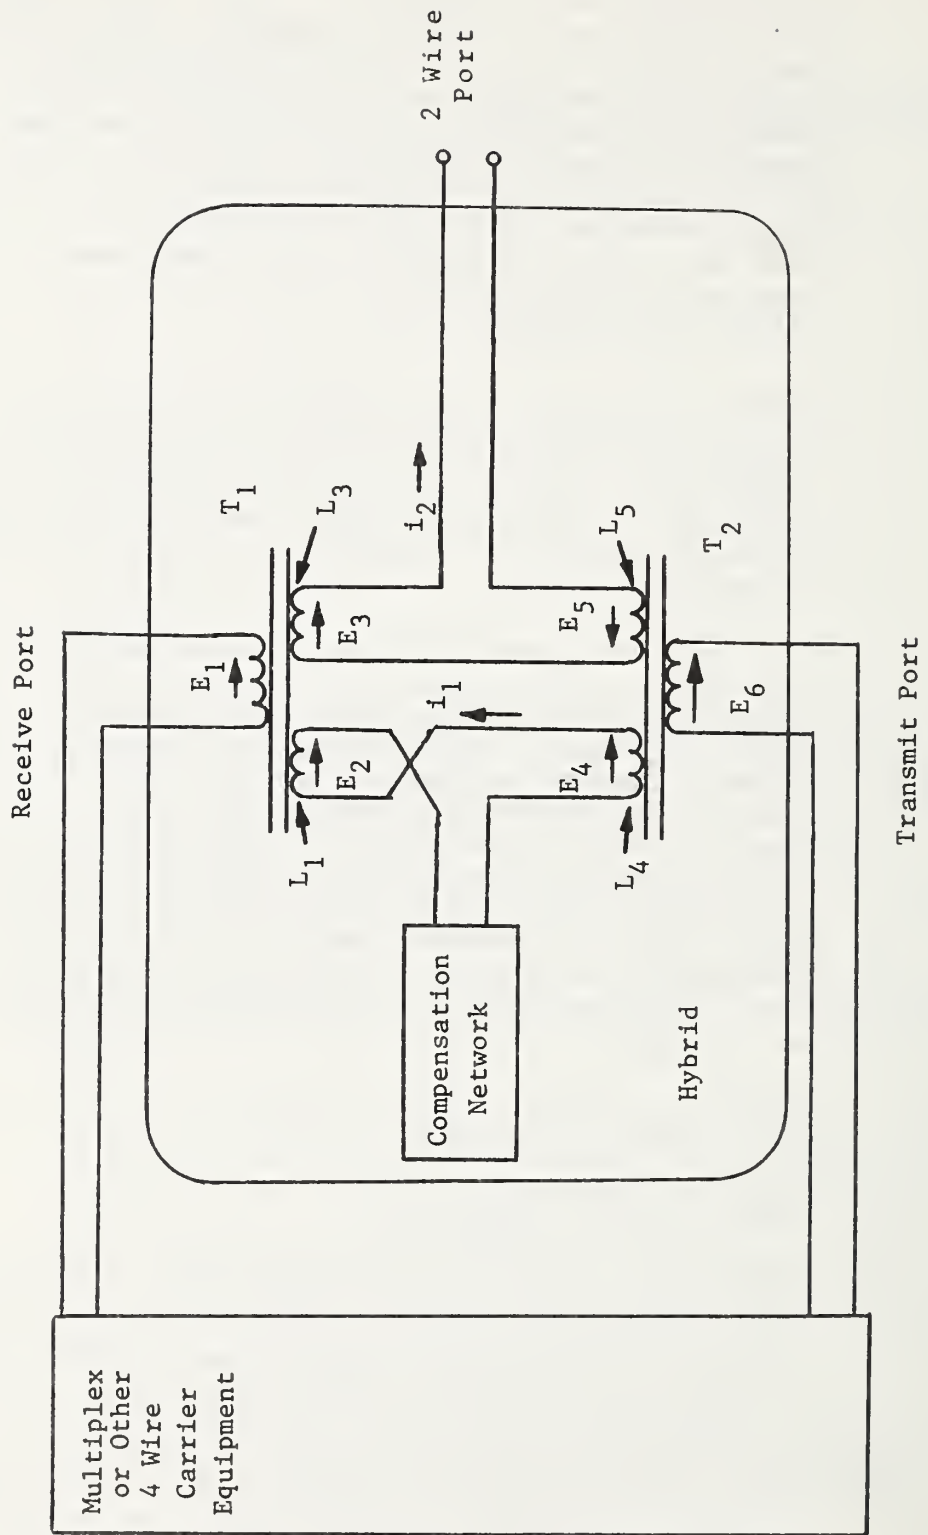 Receive Port
Multiplex
or Other
4 Wire
Carrier
Equipment
E1
T1
L3
E3
i2
2 Wire
Port
L1
E2
i1
Compensation
Network
L4
E4
E5
L5
T2
E6
Hybrid
Transmit Port